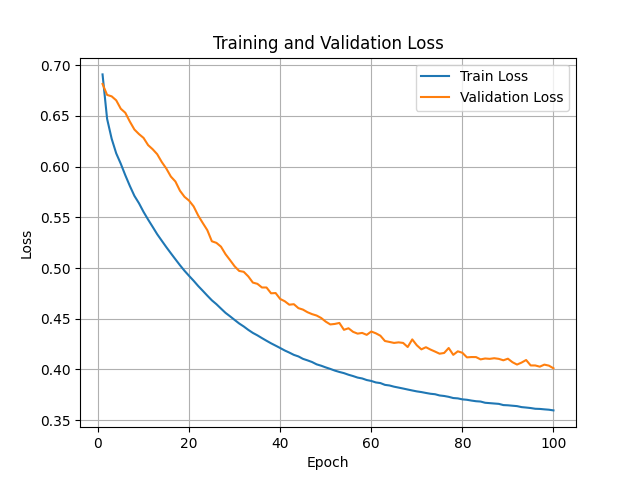 Training and Validation Loss
Train Loss
Validation Loss
0.70
0.65
0.60
0.55
0.50
0.45
0.40
0.35
Loss
0 20 40 60 80 100
Epoch